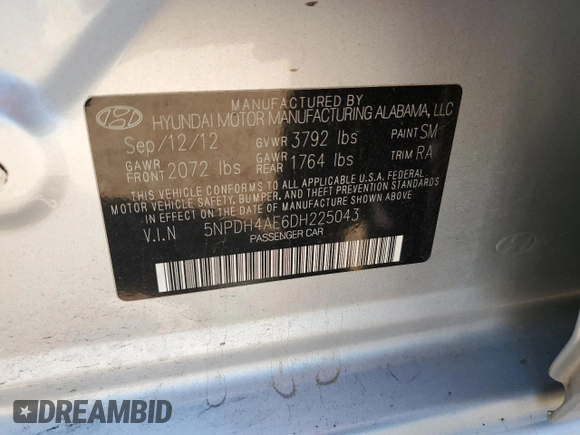 MANUFACTURED BY
HYUNDAI MOTOR MANUFACTURING ALABAMA, LLC
Sep/12/12 GVWR 3792 lbs PAINT SM
GAWR FRONT 2072 lbs GAWR REAR 1764 lbs TRIM RA
THIS VEHICLE CONFORMS TO ALL APPLICABLE U.S.A. FEDERAL
MOTOR VEHICLE SAFETY, BUMPER, AND THEFT PREVENTION
STANDARDS IN EFFECT ON THE DATE OF MANUFACTURE SHOWN ABOVE.
V.I.N 5NPDH4AE6DH225043
PASSENGER CAR
DREAMBID